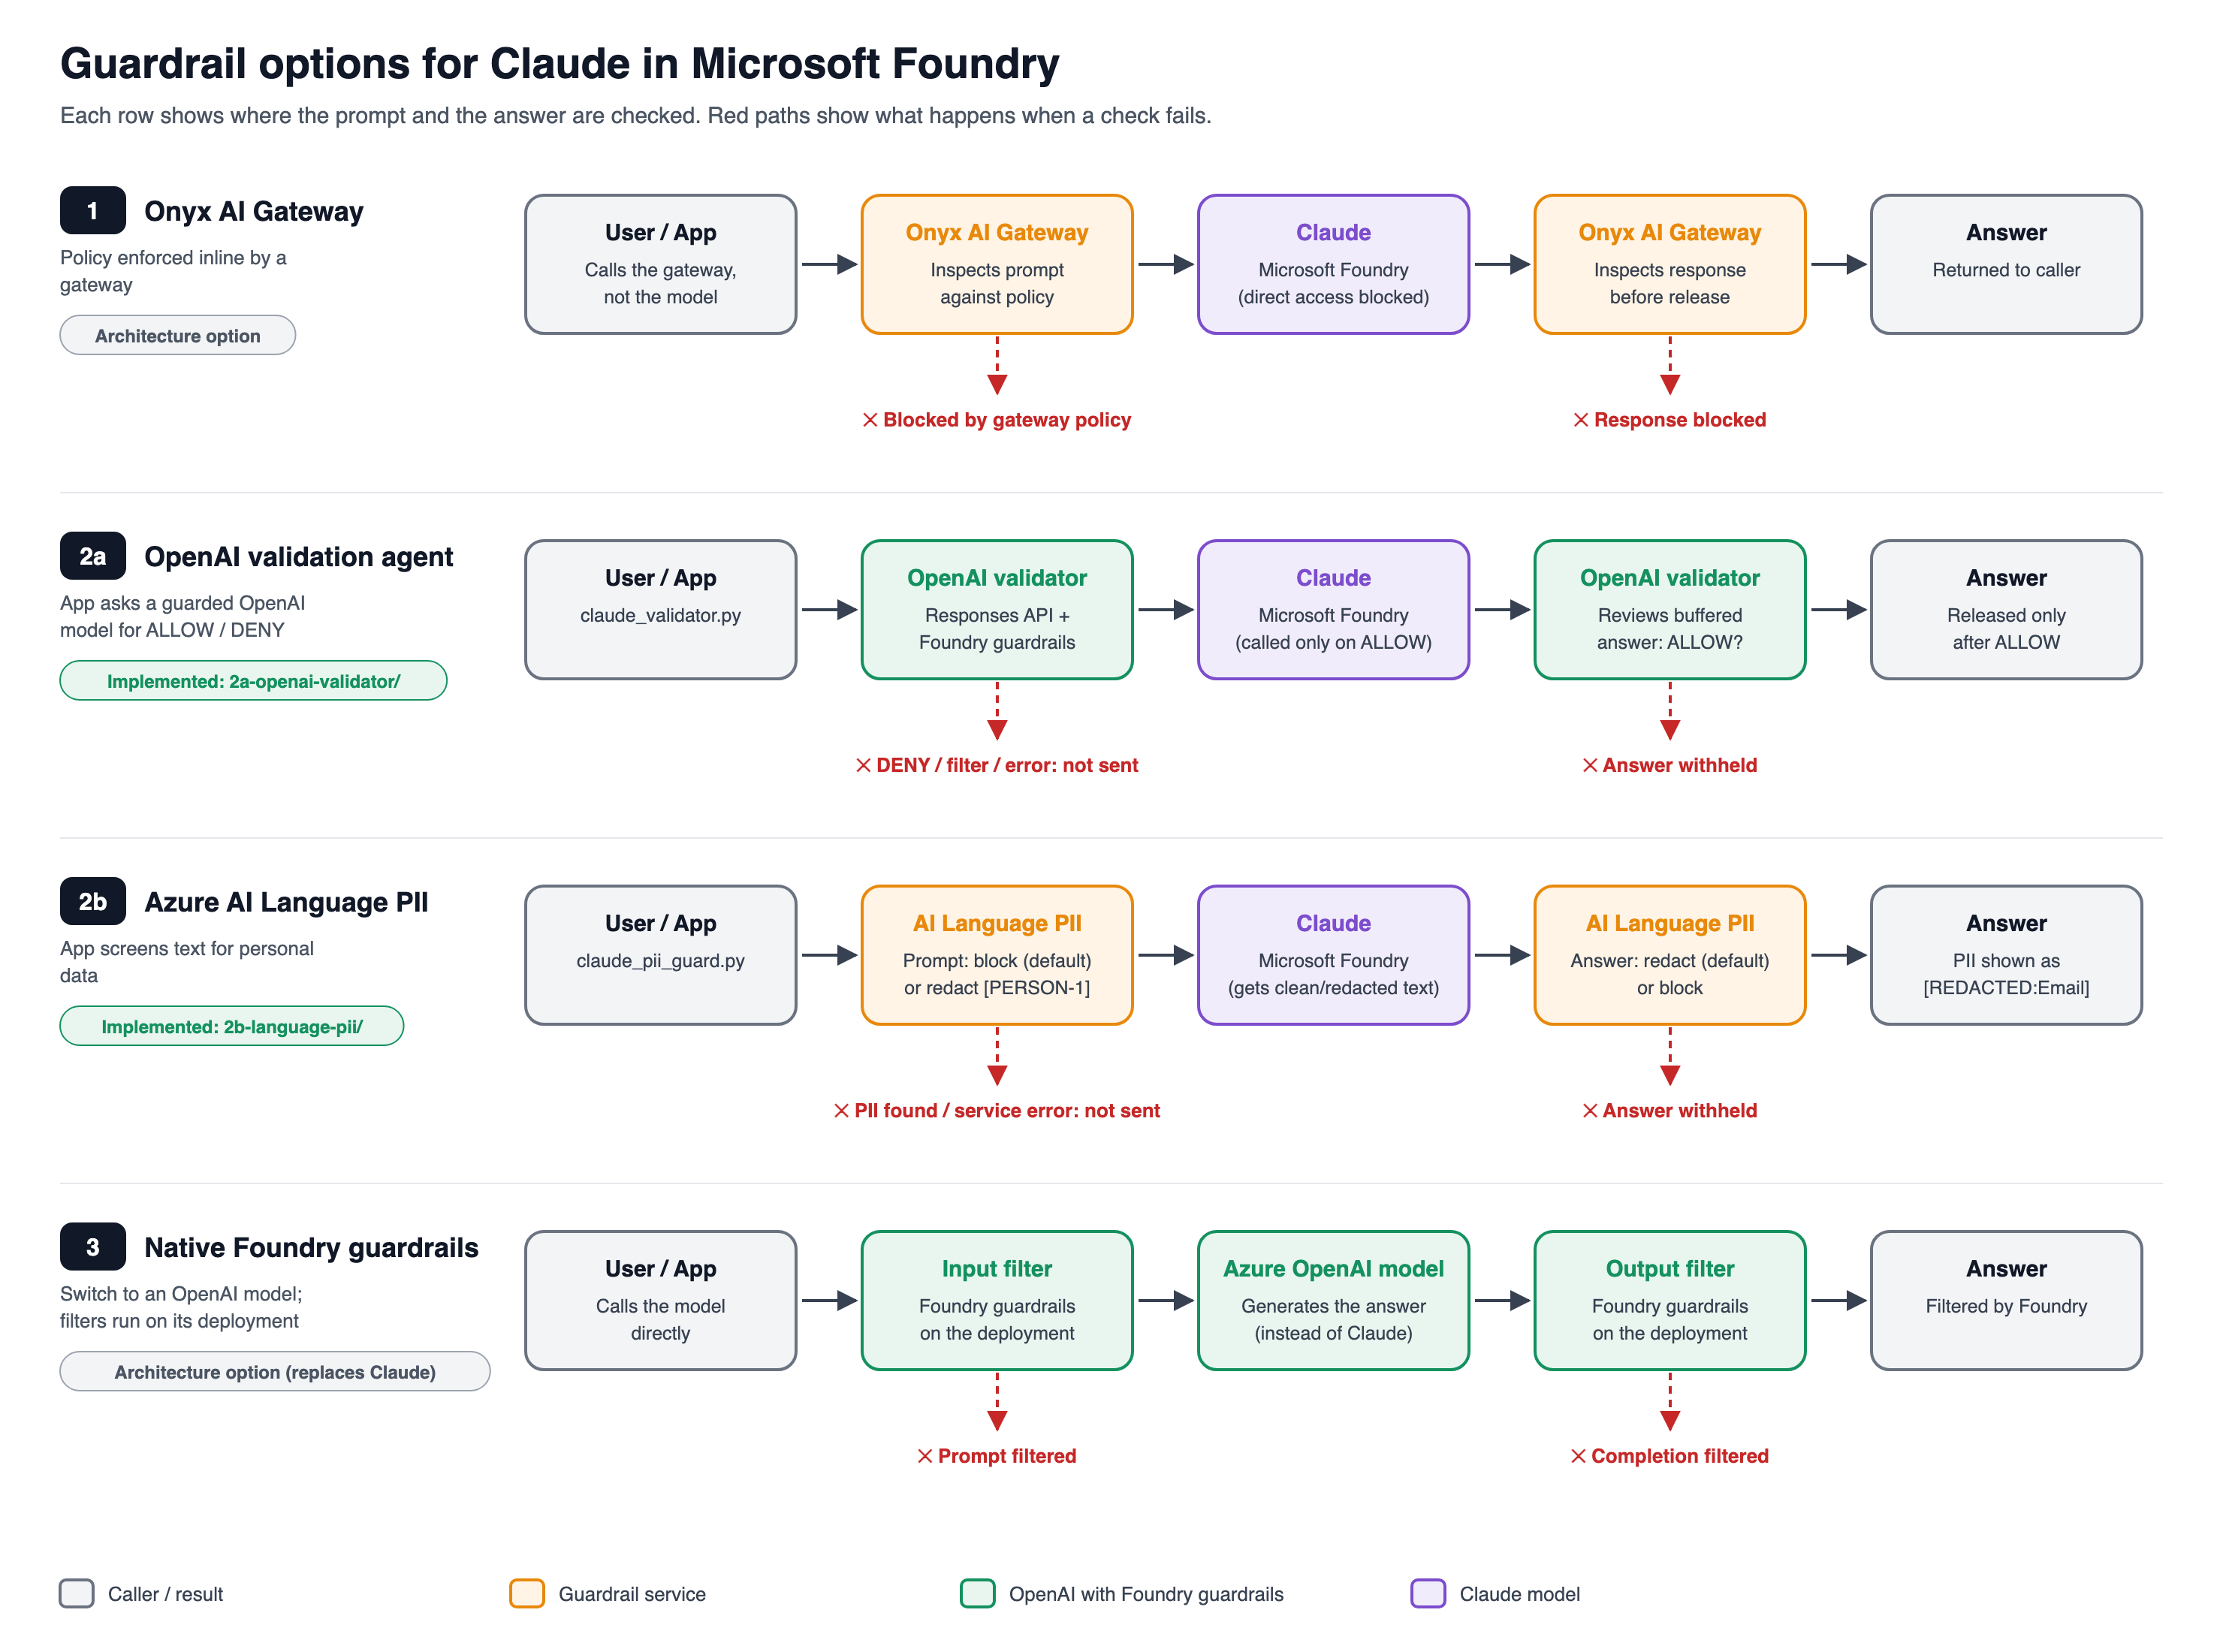 Guardrail options for Claude in Microsoft Foundry
Each row shows where the prompt and the answer are checked. Red paths show what happens when a check fails.
1
Onyx AI Gateway
Policy enforced inline by a
gateway
Architecture option
User / App
Calls the gateway,
not the model
Onyx AI Gateway
Inspects prompt
against policy
Claude
Microsoft Foundry
(direct access blocked)
Onyx AI Gateway
Inspects response
before release
Answer
Returned to caller
✕ Blocked by gateway policy
✕ Response blocked
2a
OpenAI validation agent
App asks a guarded OpenAI
model for ALLOW / DENY
Implemented: 2a-openai-validator/
User / App
claude_validator.py
OpenAI validator
Responses API +
Foundry guardrails
Claude
Microsoft Foundry
(called only on ALLOW)
OpenAI validator
Reviews buffered
answer: ALLOW?
Answer
Released only
after ALLOW
✕ DENY / filter / error: not sent
✕ Answer withheld
2b
Azure AI Language PII
App screens text for personal
data
Implemented: 2b-language-pii/
User / App
claude_pii_guard.py
AI Language PII
Prompt: block (default)
or redact [PERSON-1]
Claude
Microsoft Foundry
(gets clean/redacted text)
AI Language PII
Answer: redact (default)
or block
Answer
PII shown as
[REDACTED:Email]
✕ PII found / service error: not sent
✕ Answer withheld
3
Native Foundry guardrails
Switch to an OpenAI model;
filters run on its deployment
Architecture option (replaces Claude)
User / App
Calls the model
directly
Input filter
Foundry guardrails
on the deployment
Azure OpenAI model
Generates the answer
(instead of Claude)
Output filter
Foundry guardrails
on the deployment
Answer
Filtered by Foundry
✕ Prompt filtered
✕ Completion filtered
Caller / result
Guardrail service
OpenAI with Foundry guardrails
Claude model